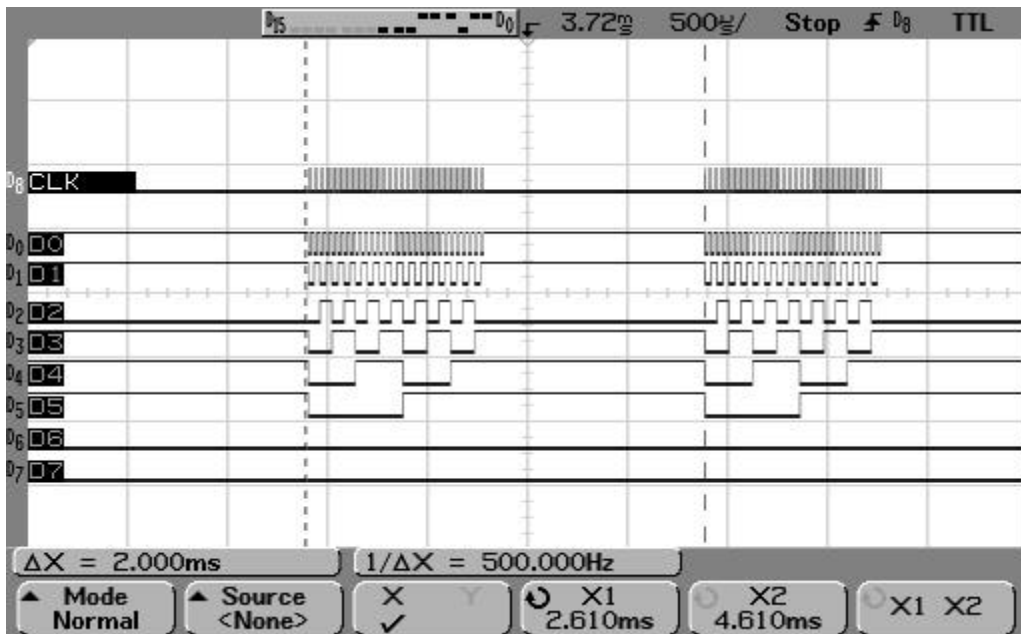 D15 D0 3.72ms 500us/ Stop D8 TTL
D8 CLK
D0 D0
D1 D1
D2 D2
D3 D3
D4 D4
D5 D5
D6 D6
D7 D7
ΔX = 2.000ms 1/ΔX = 500.000Hz
Mode Source X Y X1 X2 X1 X2
Normal <None> ✓ 2.610ms 4.610ms